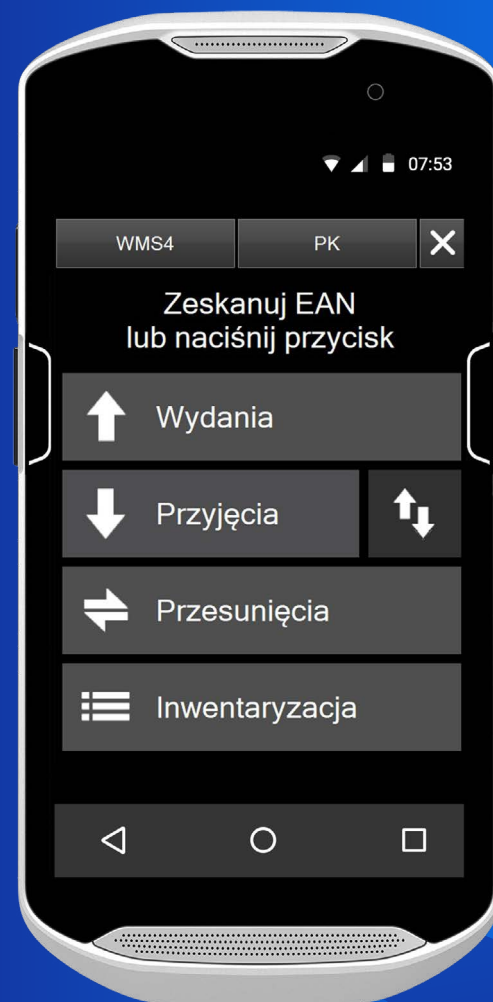 07:53
WMS4 PK
Zeskanuj EAN
lub naciśnij przycisk
Wydania
Przyjęcia
Przesunięcia
Inwentaryzacja